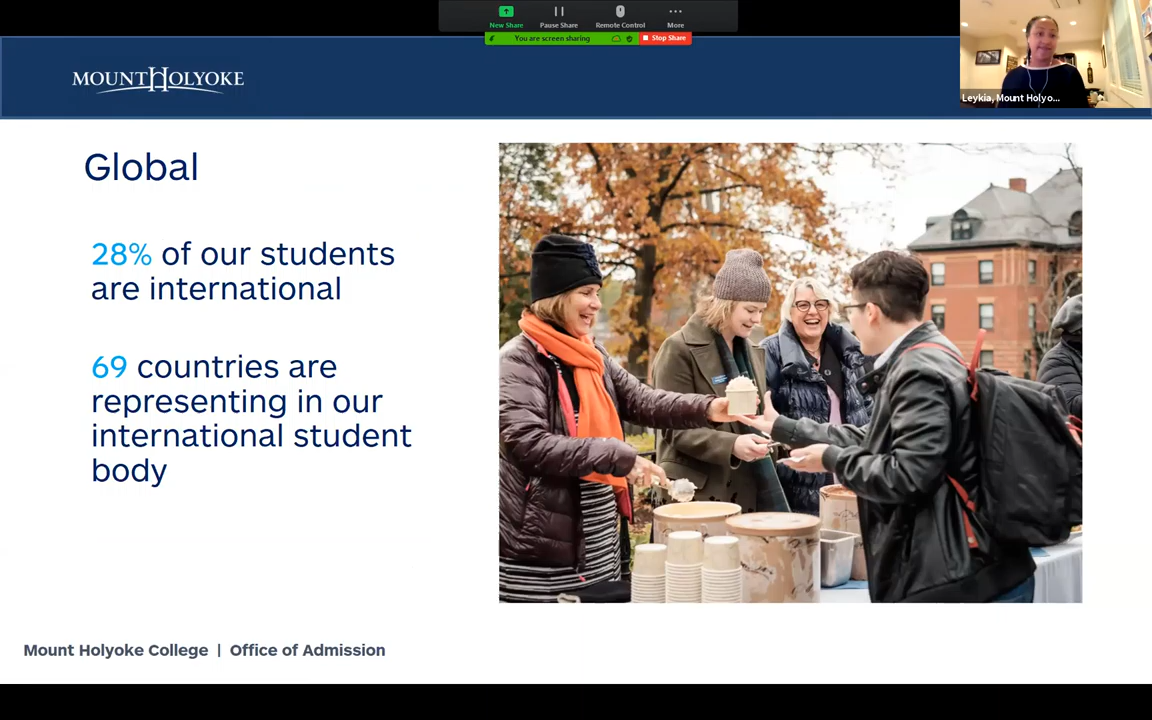 New Share
Pause Share
Remote Control
More
You are screen sharing
Stop Share
MOUNT HOLYOKE
Leykia, Mount Holyo...
Global
28% of our students
are international
69 countries are
representing in our
international student
body
Mount Holyoke College | Office of Admission